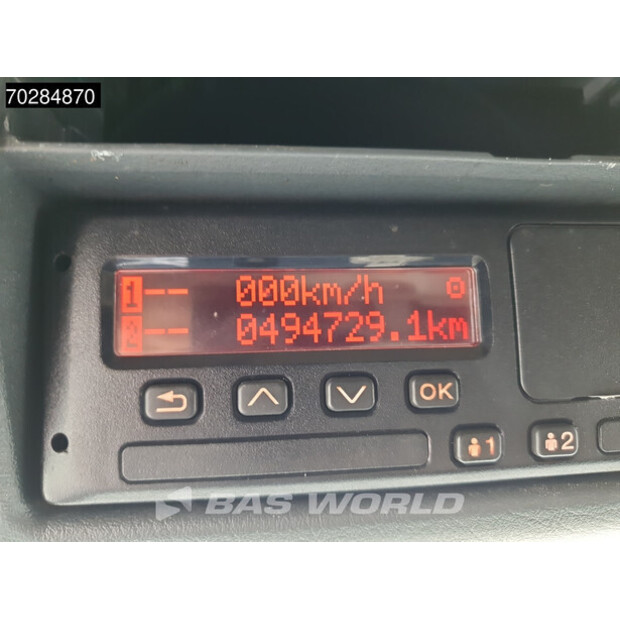 70284870
1-- 000km/h
2-- 0494729.1km
OK
1
2
BAS WORLD